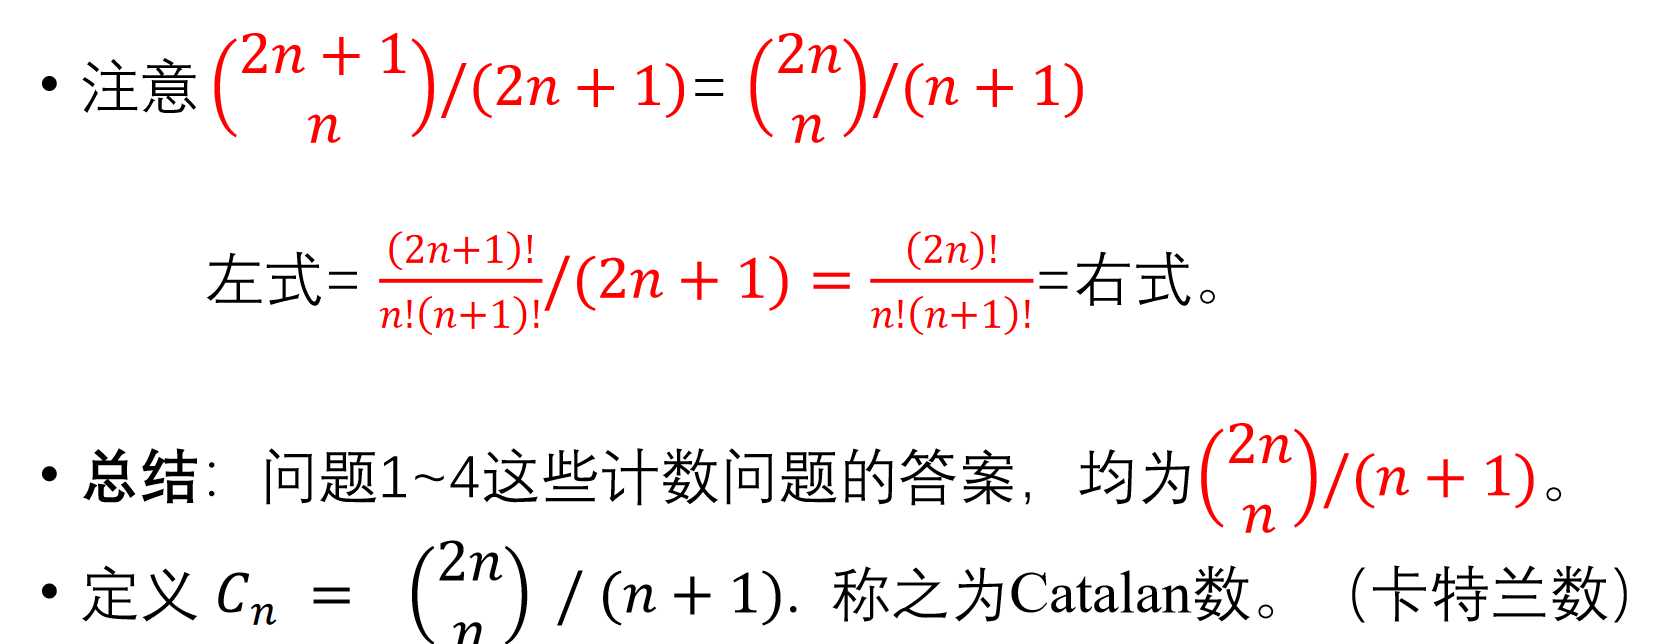 • 注意 $\binom{2n+1}{n}/(2n+1) = \binom{2n}{n}/(n+1)$
左式= $\frac{(2n+1)!}{n!(n+1)!}/(2n+1) = \frac{(2n)!}{n!(n+1)!}$=右式。
• 总结：问题1~4这些计数问题的答案，均为$\binom{2n}{n}/(n+1)$。
• 定义 $C_n = \binom{2n}{n} / (n+1)$. 称之为Catalan数。（卡特兰数）